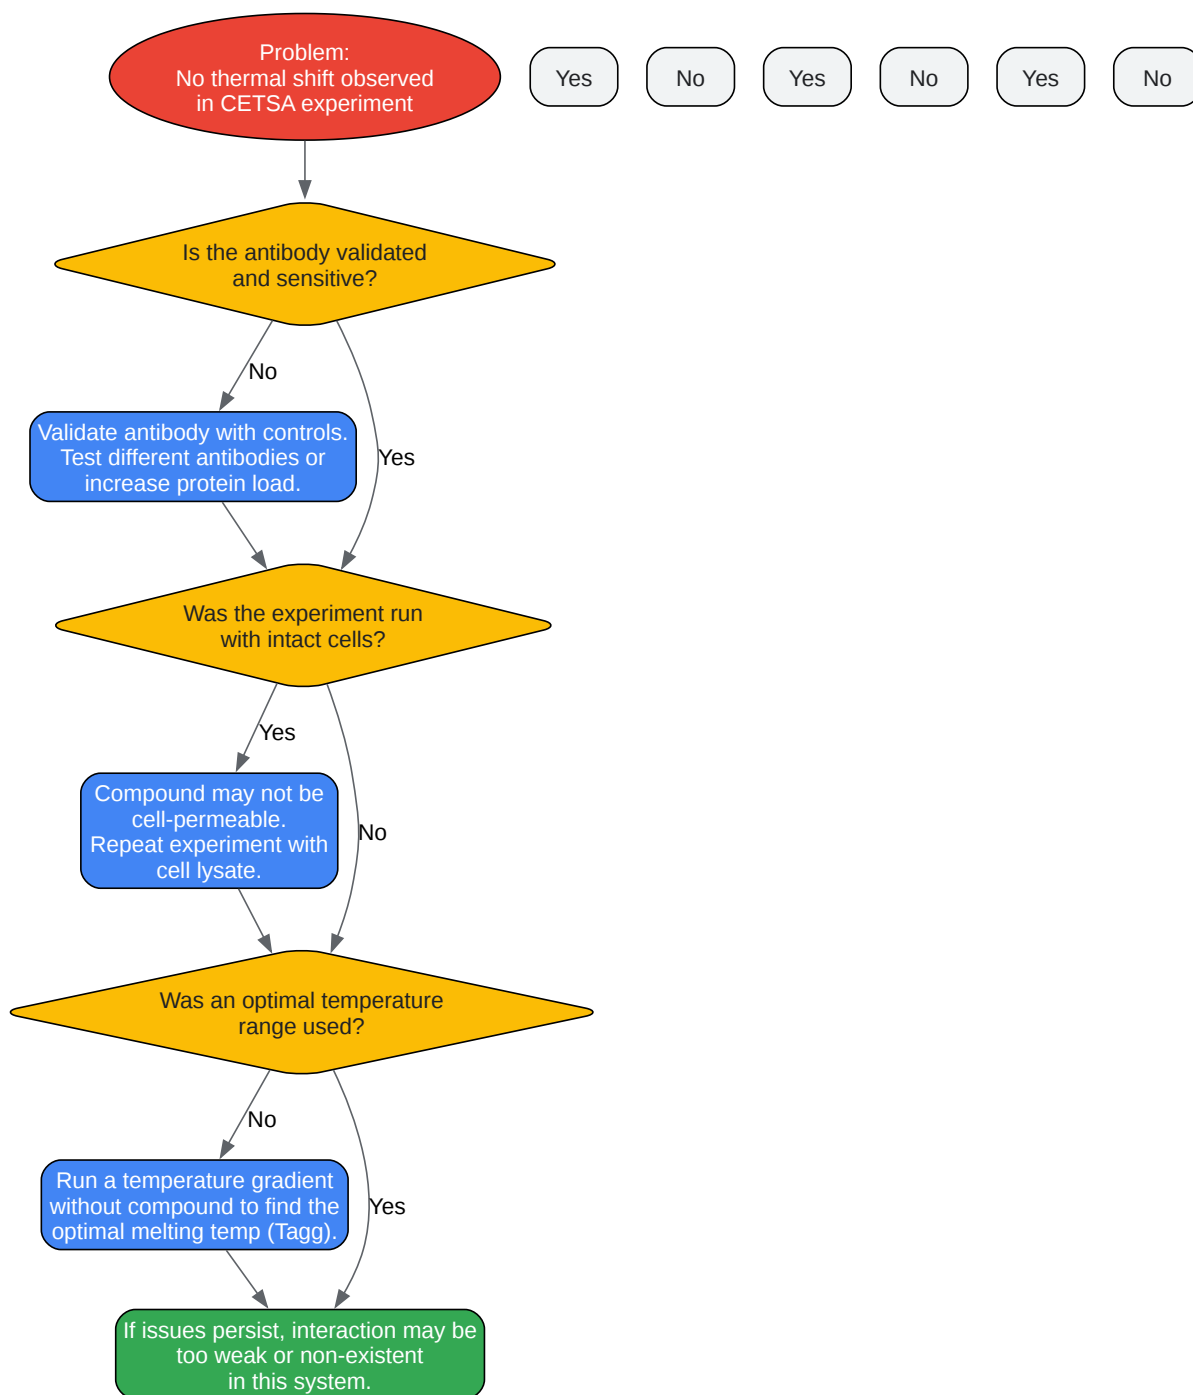 Problem:
No thermal shift observed
in CETSA experiment
Yes
No
Yes
No
Yes
No
Is the antibody validated
and sensitive?
No
Yes
Validate antibody with controls.
Test different antibodies or
increase protein load.
Was the experiment run
with intact cells?
Yes
No
Compound may not be
cell-permeable.
Repeat experiment with
cell lysate.
Was an optimal temperature
range used?
No
Yes
Run a temperature gradient
without compound to find the
optimal melting temp (Tagg).
If issues persist, interaction may be
too weak or non-existent
in this system.